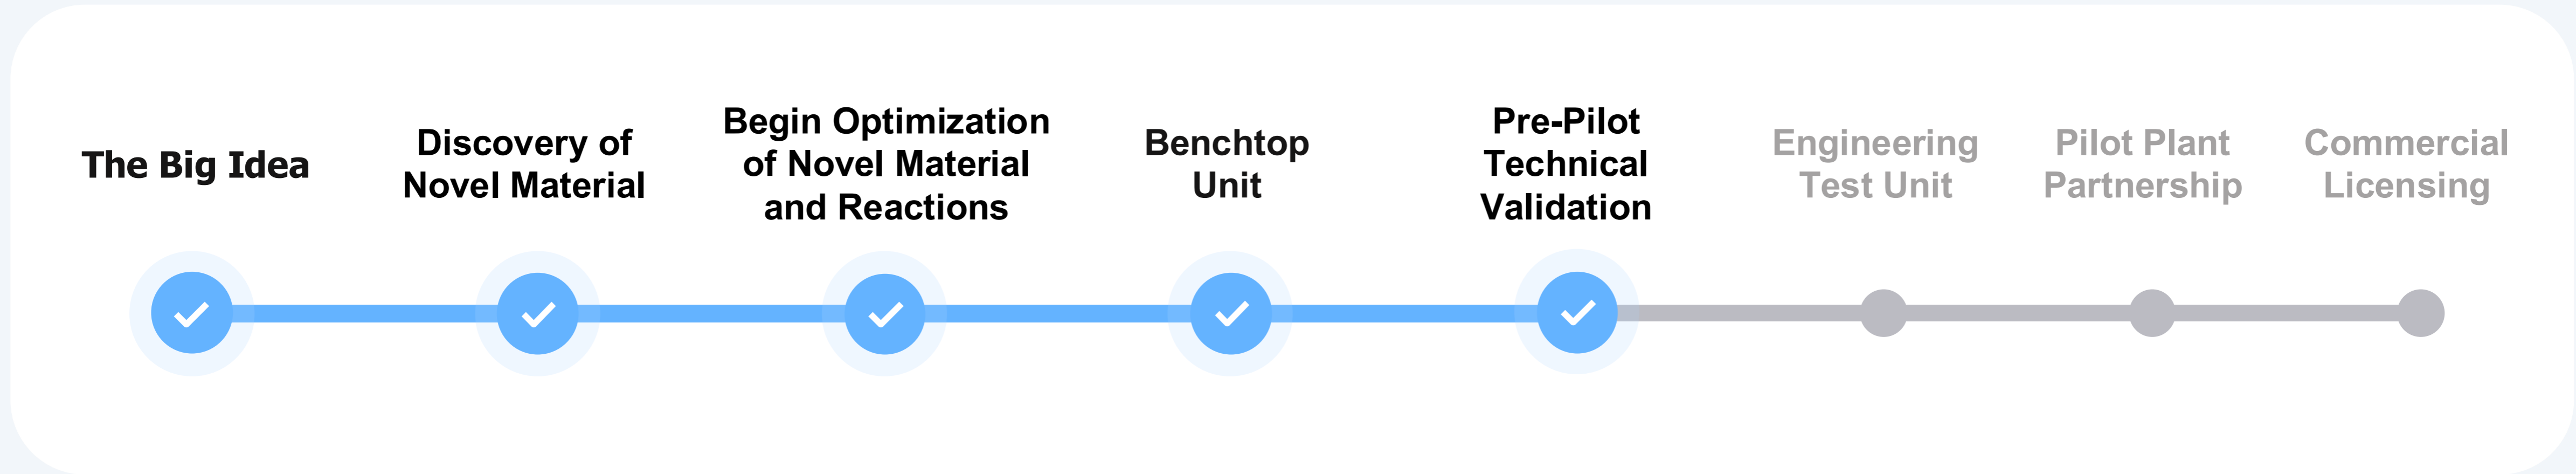 The Big Idea
Discovery of
Novel Material
Begin Optimization
of Novel Material
and Reactions
Benchtop
Unit
Pre-Pilot
Technical
Validation
Engineering
Test Unit
Pilot Plant
Partnership
Commercial
Licensing